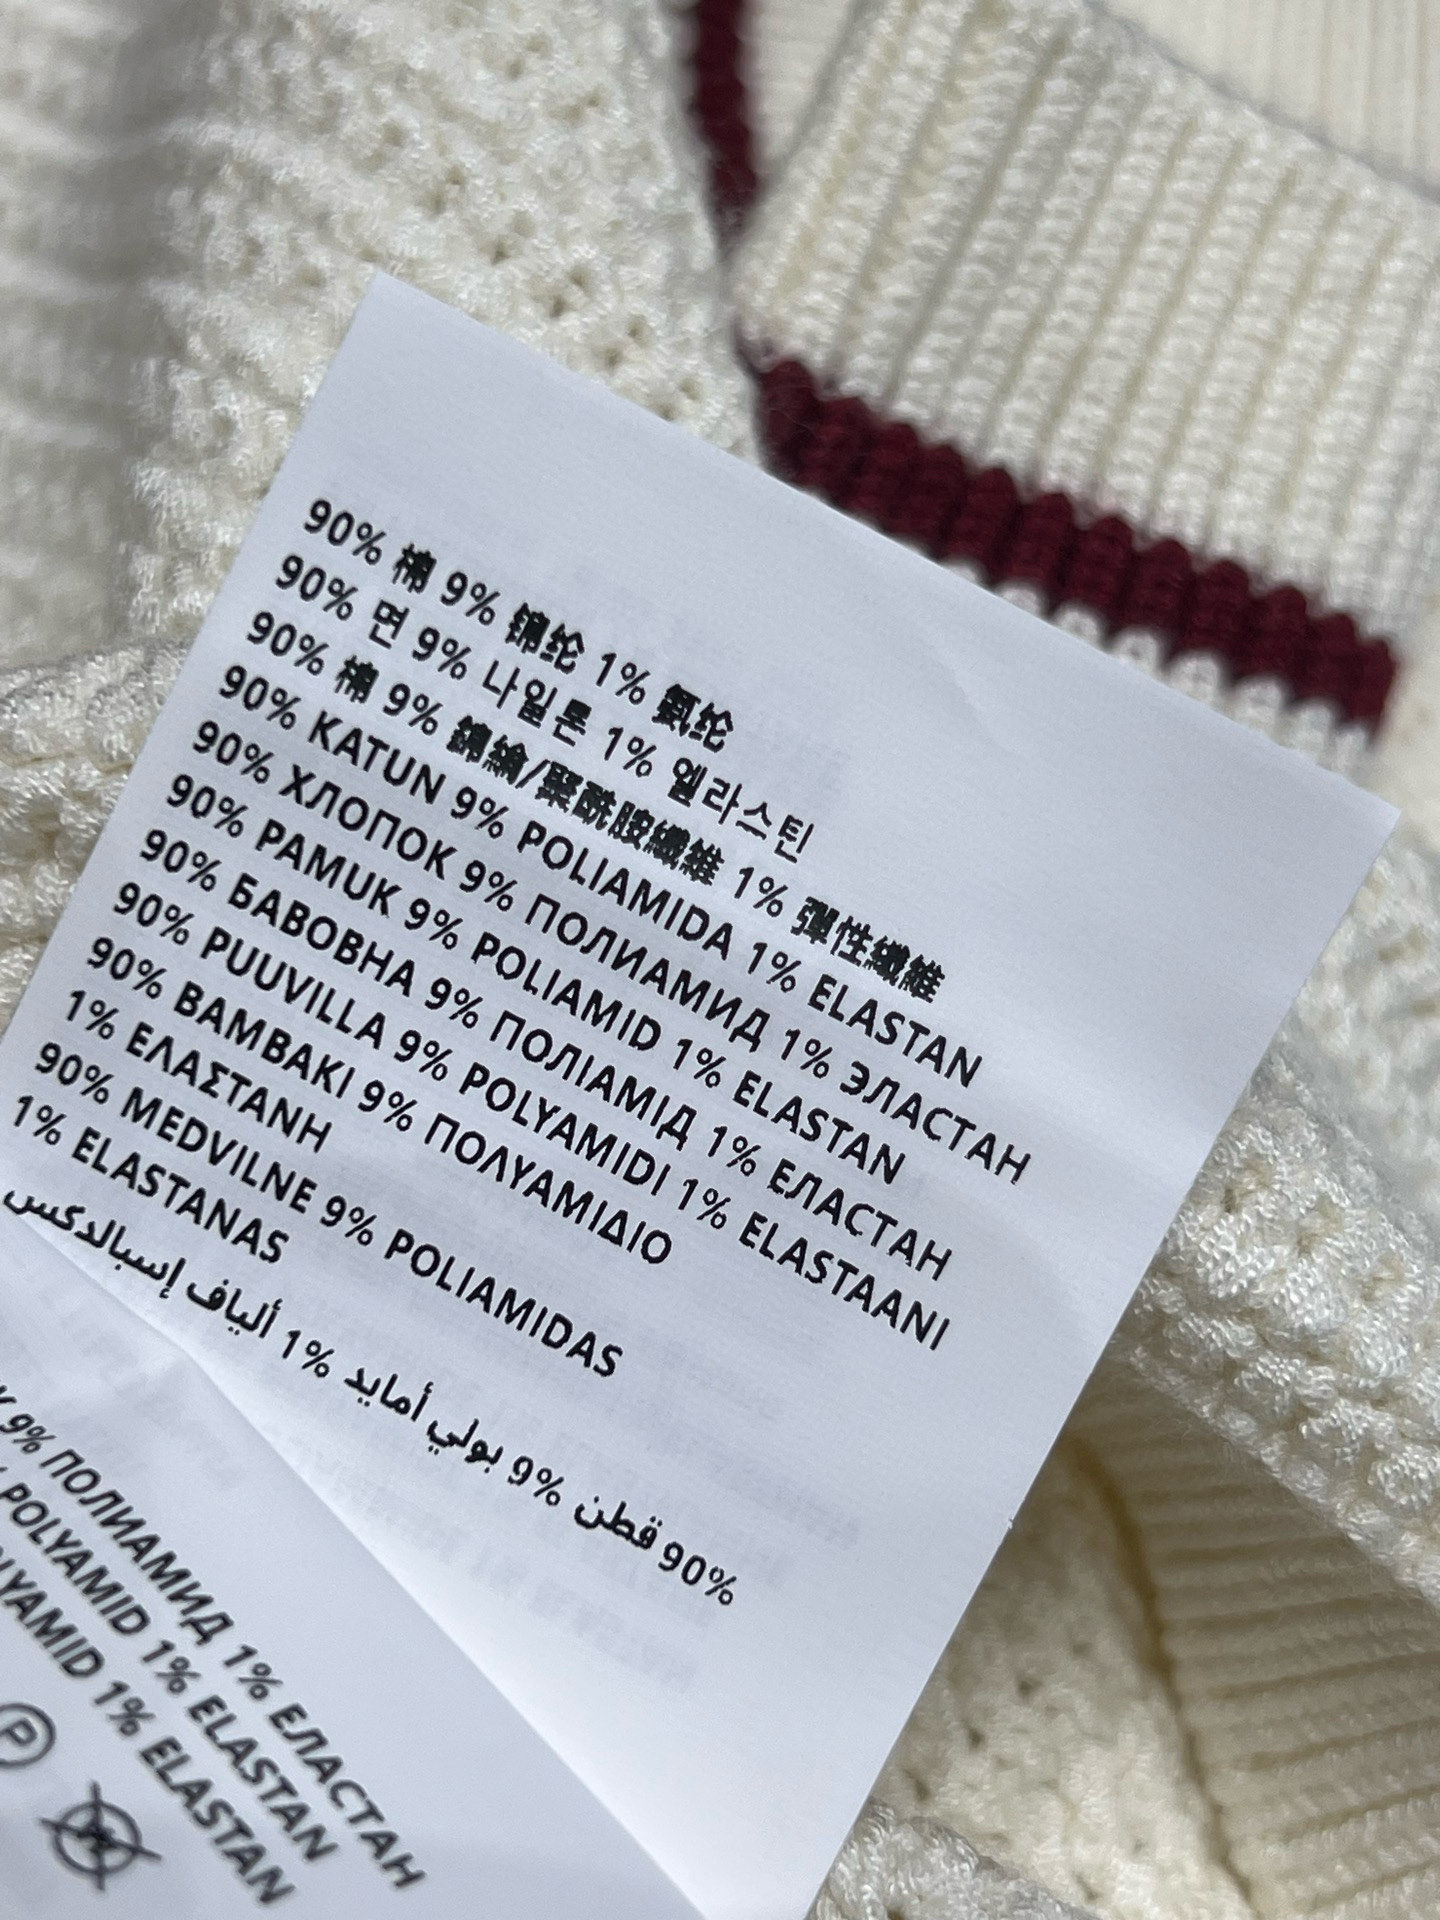 90% 棉 9% 锦纶 1% 氨纶
90% 면 9% 나일론 1% 엘라스틴
90% 棉 9% 錦綸/聚酰胺纖維 1% 彈性纖維
90% KATUN 9% POLIAMIDA 1% ELASTAN
90% ХЛОПОК 9% ПОЛИАМИД 1% ЭЛАСТАН
90% PAMUK 9% POLIAMID 1% ELASTAN
90% БАВОВНА 9% ПОЛІАМІД 1% ЕЛАСТАН
90% PUUVILLA 9% POLYAMIDI 1% ELASTAANI
90% ΒΑΜΒΑΚΙ 9% ΠΟΛΥΑΜΙΔΙΟ
1% ΕΛΑΣΤΑΝΗ
90% MEDVILNE 9% POLIAMIDAS
1% ELASTANAS
90% قطن 9% بولي أمايد 1% ألياف إسبالدكس
9% ПОЛИАМИД 1% ЕЛАСТАН
POLYAMID 1% ELASTAN
1% ELASTAN
P